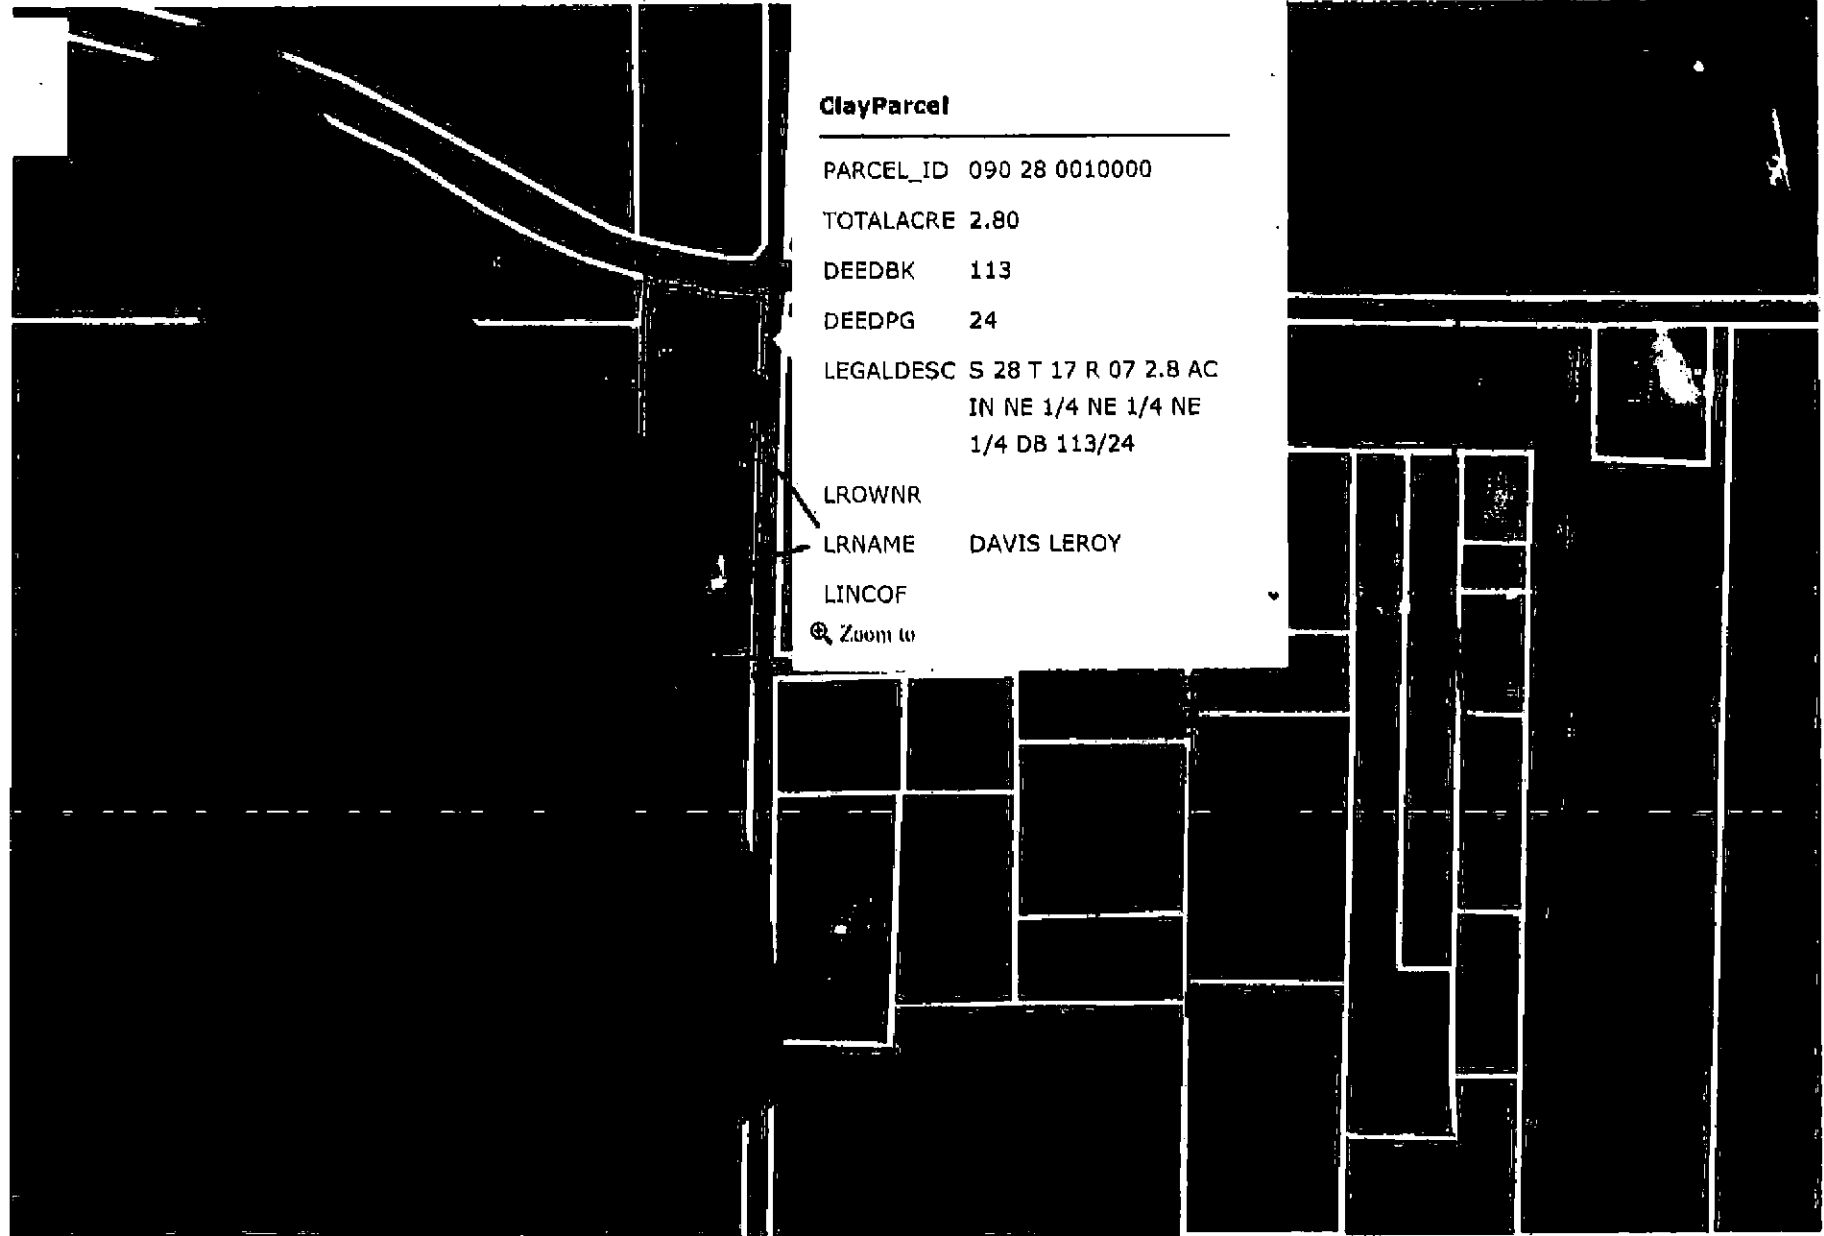 ClayParcel
PARCEL_ID 090 28 0010000
TOTALACRE 2.80
DEEDBK 113
DEEDPG 24
LEGALDESC S 28 T 17 R 07 2.8 AC
IN NE 1/4 NE 1/4 NE
1/4 DB 113/24
LROWNR
LRNAME DAVIS LEROY
LINCOF
Zoom to